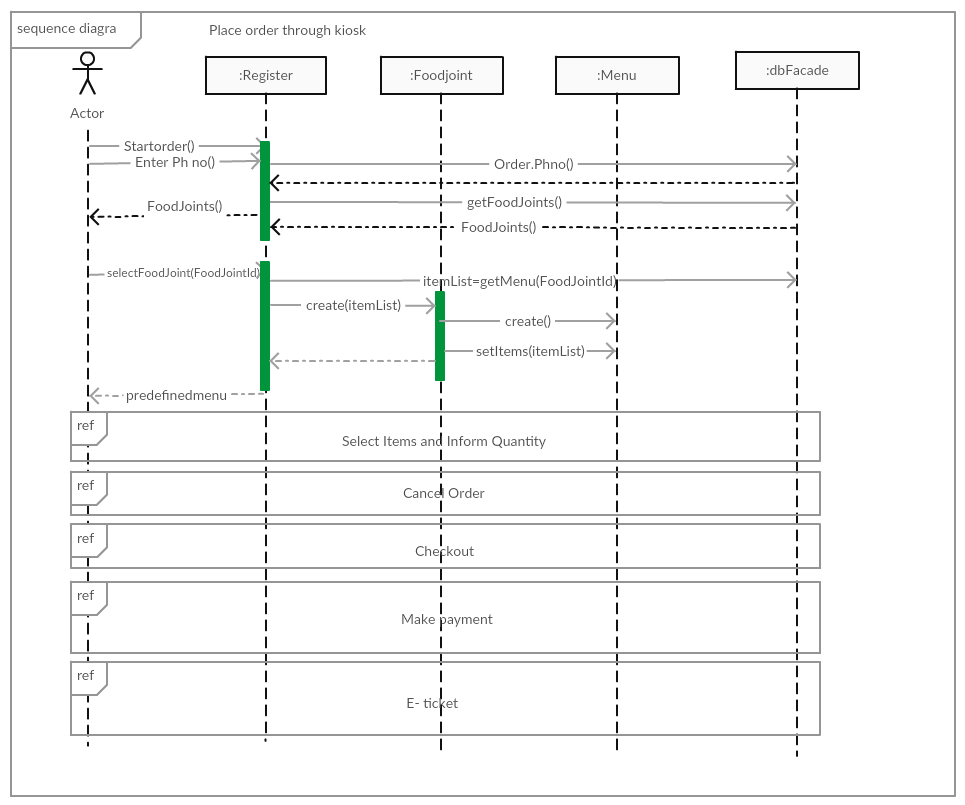 sequence diagra
Place order through kiosk
:Register
:Foodjoint
:Menu
:dbFacade
Actor
Startorder()
Enter Ph no()
Order.Phno()
getFoodJoints()
FoodJoints()
FoodJoints()
selectFoodJoint(FoodJointId)
itemList=getMenu(FoodJointId)
create(itemList)
create()
setItems(itemList)
predefinedmenu
ref
Select Items and Inform Quantity
ref
Cancel Order
ref
Checkout
ref
Make payment
ref
E- ticket